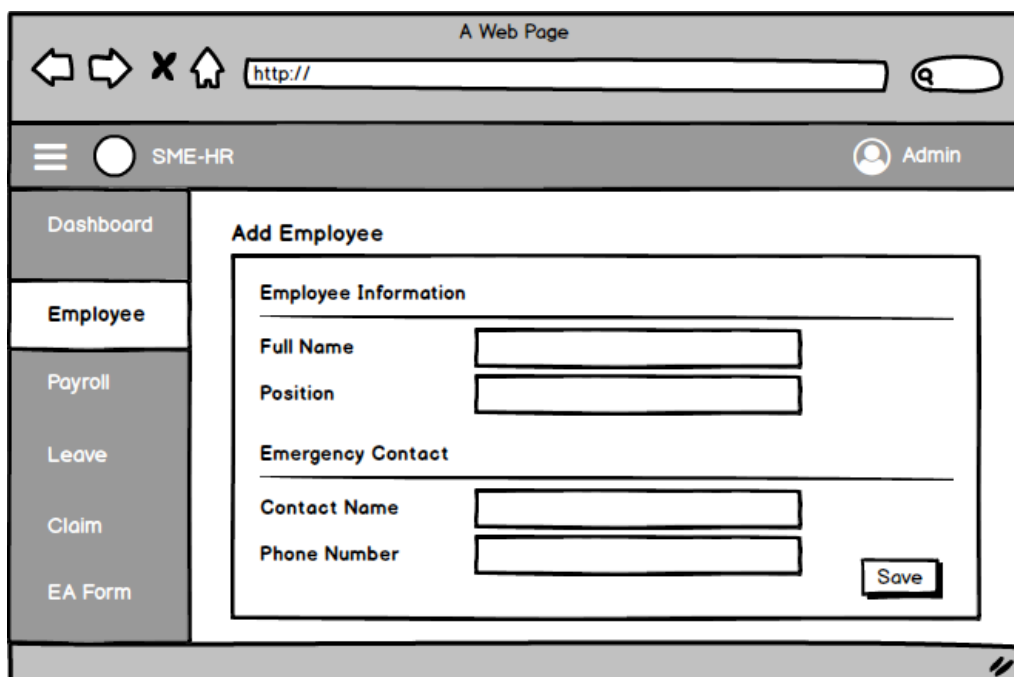 A Web Page
http://
SME-HR
Admin
Dashboard
Employee
Payroll
Leave
Claim
EA Form
Add Employee
Employee Information
Full Name
Position
Emergency Contact
Contact Name
Phone Number
Save